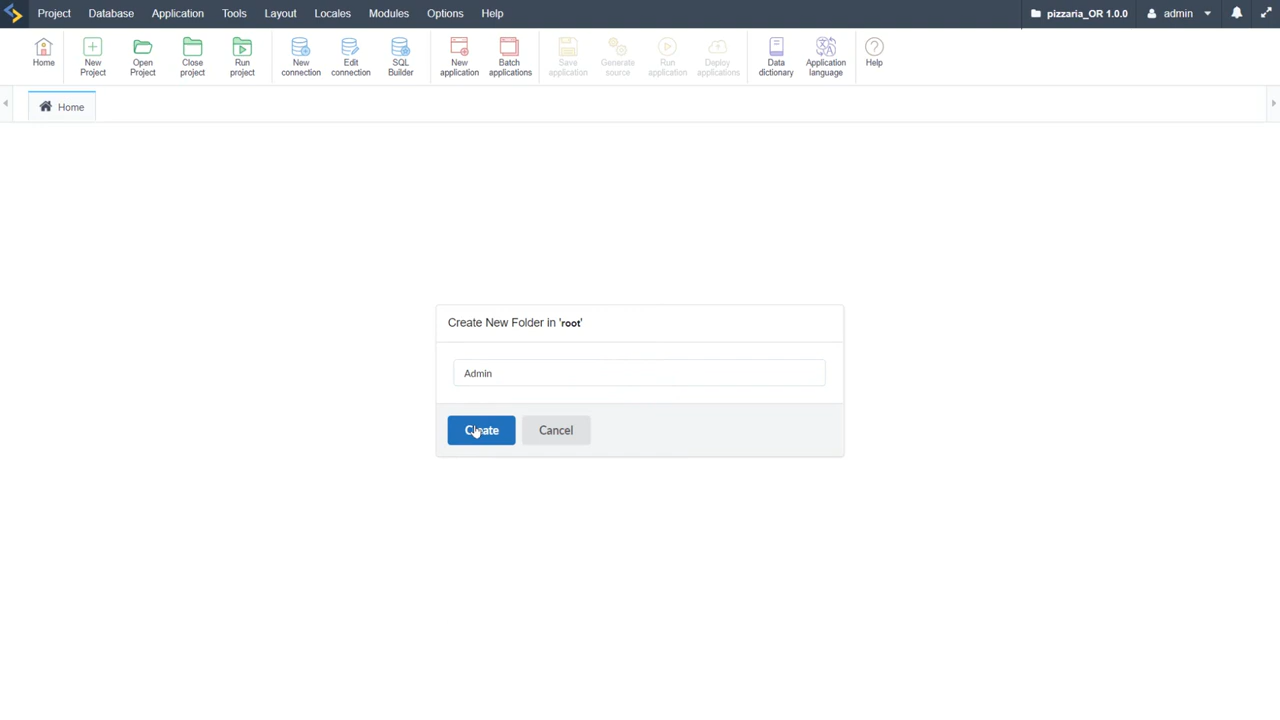 Project Database Application Tools Layout Locales Modules Options Help pizzaria_OR 1.0.0 admin
Home
New Project
Open Project
Close project
Run project
New connection
Edit connection
SQL Builder
New application
Batch applications
Save application
Generate source
Run application
Deploy applications
Data dictionary
Application language
Help
Home
Create New Folder in 'root'
Admin
Create Cancel